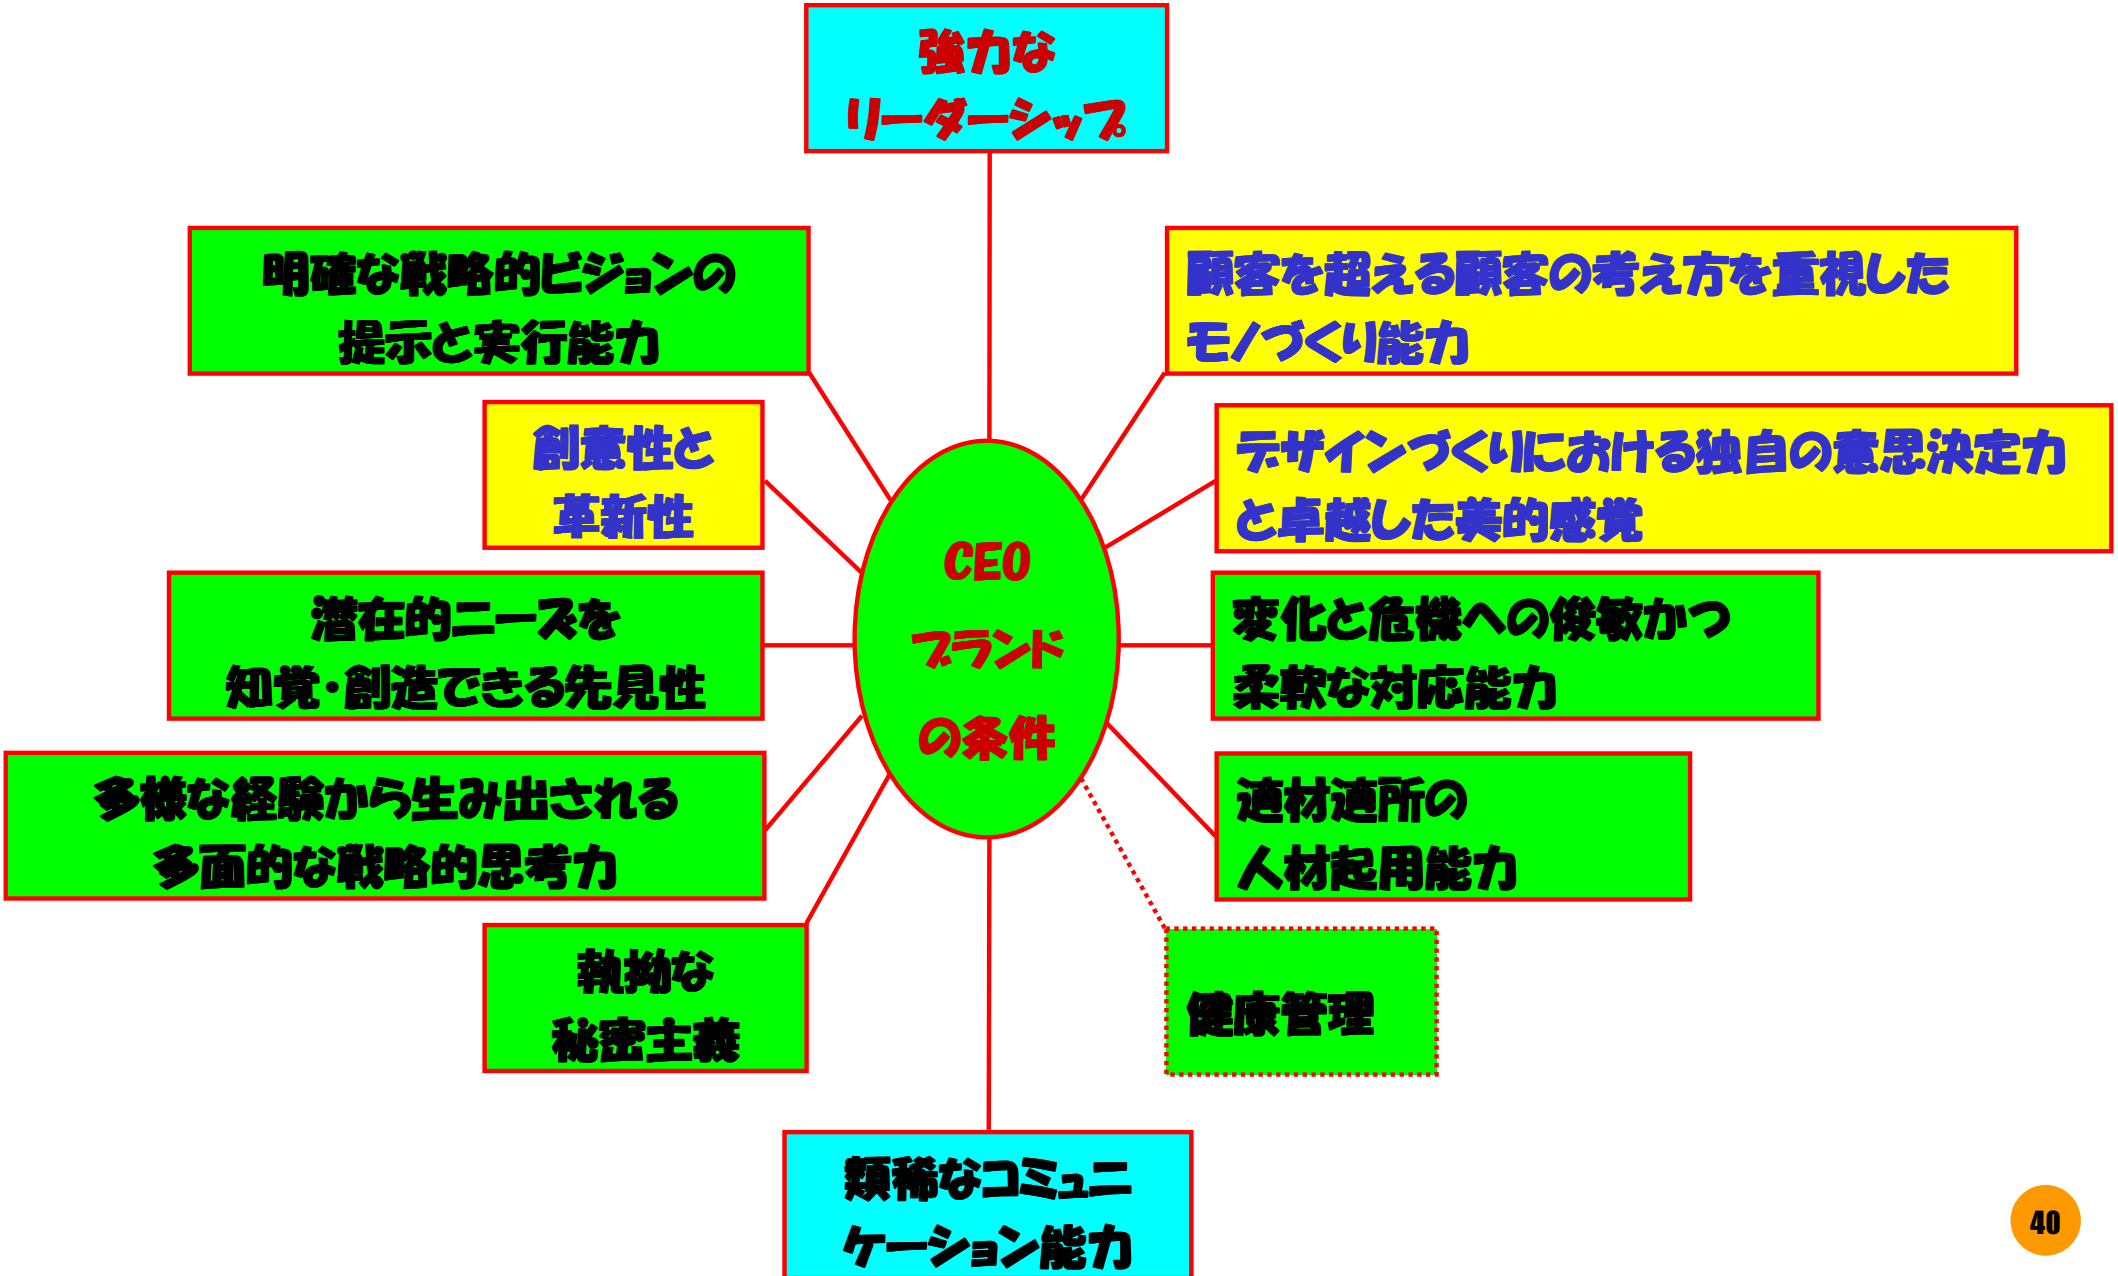 強力な
リーダーシップ
明確な戦略的ビジョンの
提示と実行能力
顧客を超える顧客の考え方を重視した
モノづくり能力
創意性と
革新性
デザインづくりにおける独自の意思決定力
と卓越した美的感覚
CEO
ブランド
の条件
潜在的ニーズを
知覚・創造できる先見性
変化と危機への俊敏かつ
柔軟な対応能力
多様な経験から生み出される
多面的な戦略的思考力
適材適所の
人材起用能力
執拗な
秘密主義
健康管理
類稀なコミュニ
ケーション能力
40